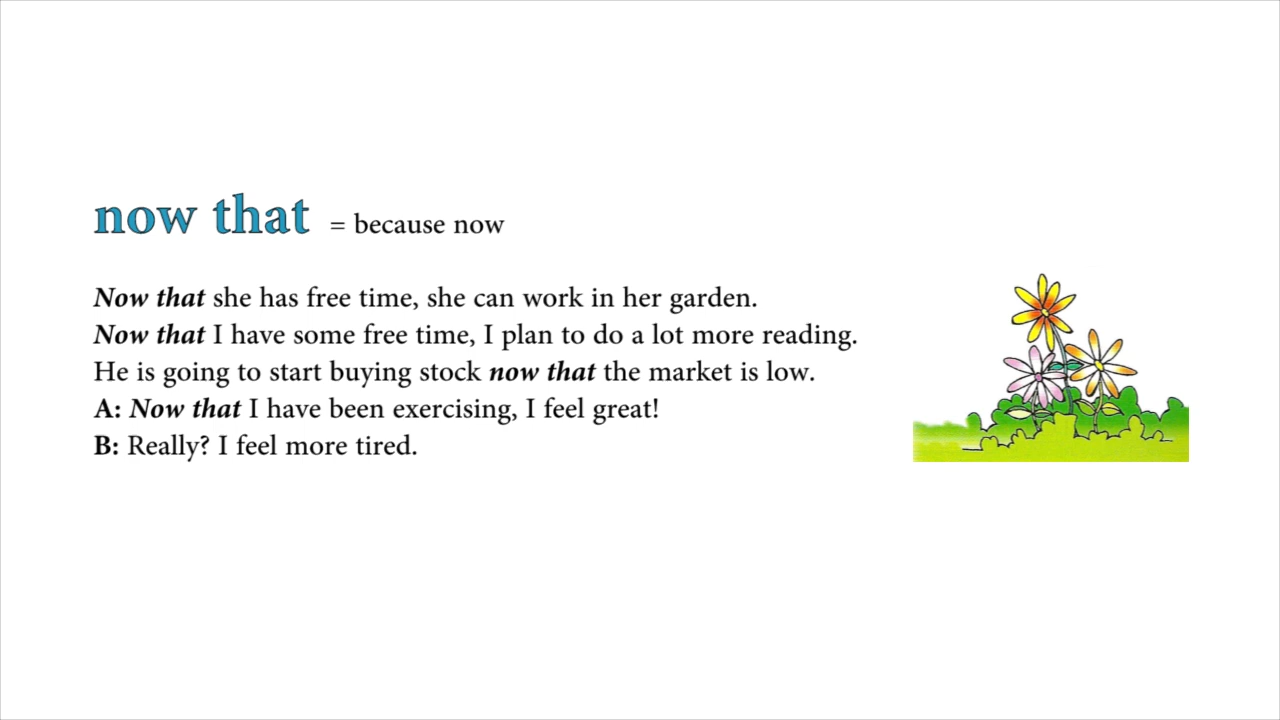 now that = because now
Now that she has free time, she can work in her garden.
Now that I have some free time, I plan to do a lot more reading.
He is going to start buying stock now that the market is low.
A: Now that I have been exercising, I feel great!
B: Really? I feel more tired.